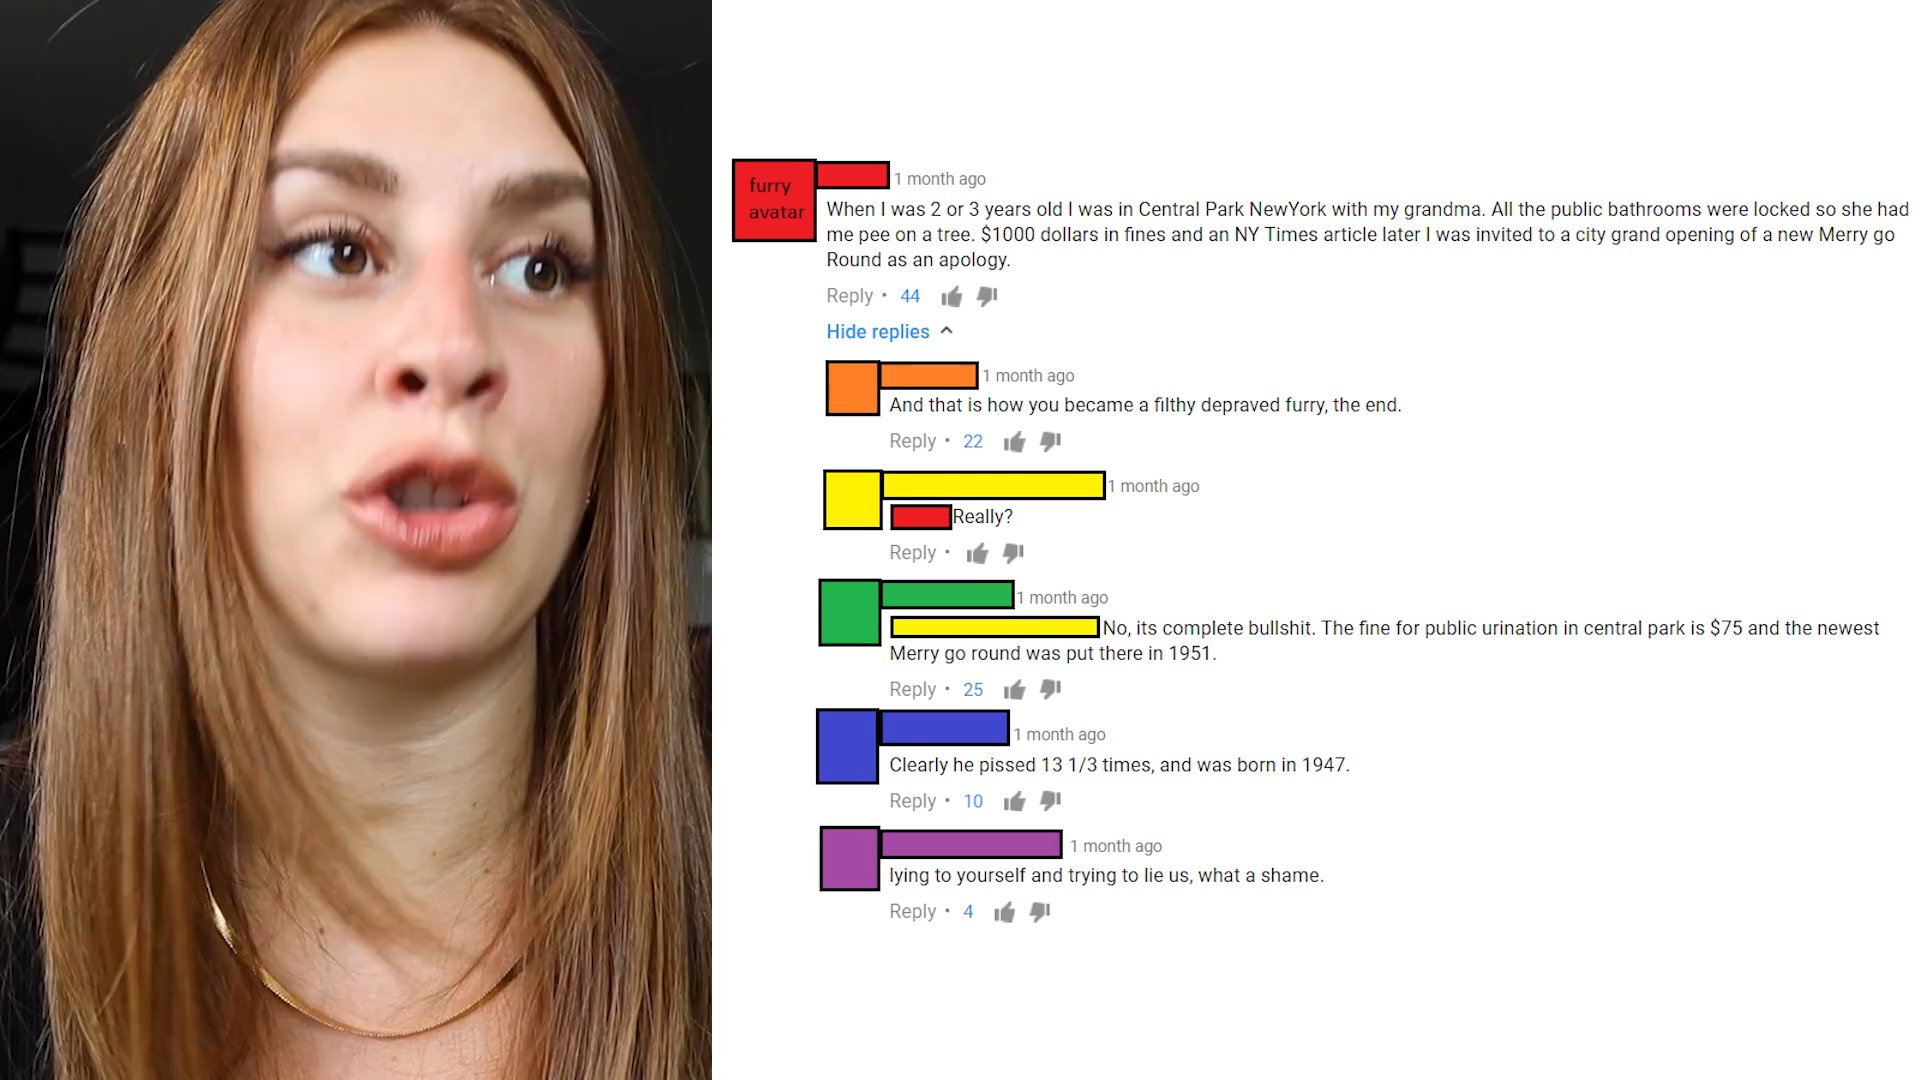 furry
avatar
1 month ago
When I was 2 or 3 years old I was in Central Park NewYork with my grandma. All the public bathrooms were locked so she had
me pee on a tree. $1000 dollars in fines and an NY Times article later I was invited to a city grand opening of a new Merry go
Round as an apology.
Reply • 44
Hide replies
1 month ago
And that is how you became a filthy depraved furry, the end.
Reply • 22
1 month ago
Really?
Reply •
1 month ago
No, its complete bullshit. The fine for public urination in central park is $75 and the newest
Merry go round was put there in 1951.
Reply • 25
1 month ago
Clearly he pissed 13 1/3 times, and was born in 1947.
Reply • 10
1 month ago
lying to yourself and trying to lie us, what a shame.
Reply • 4